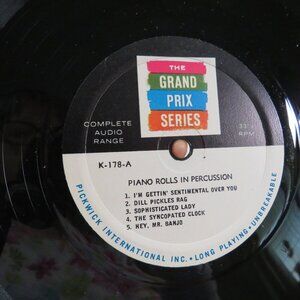 THE
GRAND
PRIX
SERIES
COMPLETE
AUDIO
RANGE
33⅓
RPM
K-178-A
PIANO ROLLS IN PERCUSSION
1. I'M GETTIN' SENTIMENTAL OVER YOU
2. DILL PICKLES RAG
3. SOPHISTICATED LADY
4. THE SYNCOPATED CLOCK
5. HEY, MR. BANJO
PICKWICK INTERNATIONAL INC. • LONG PLAYING • UNBREAKABLE